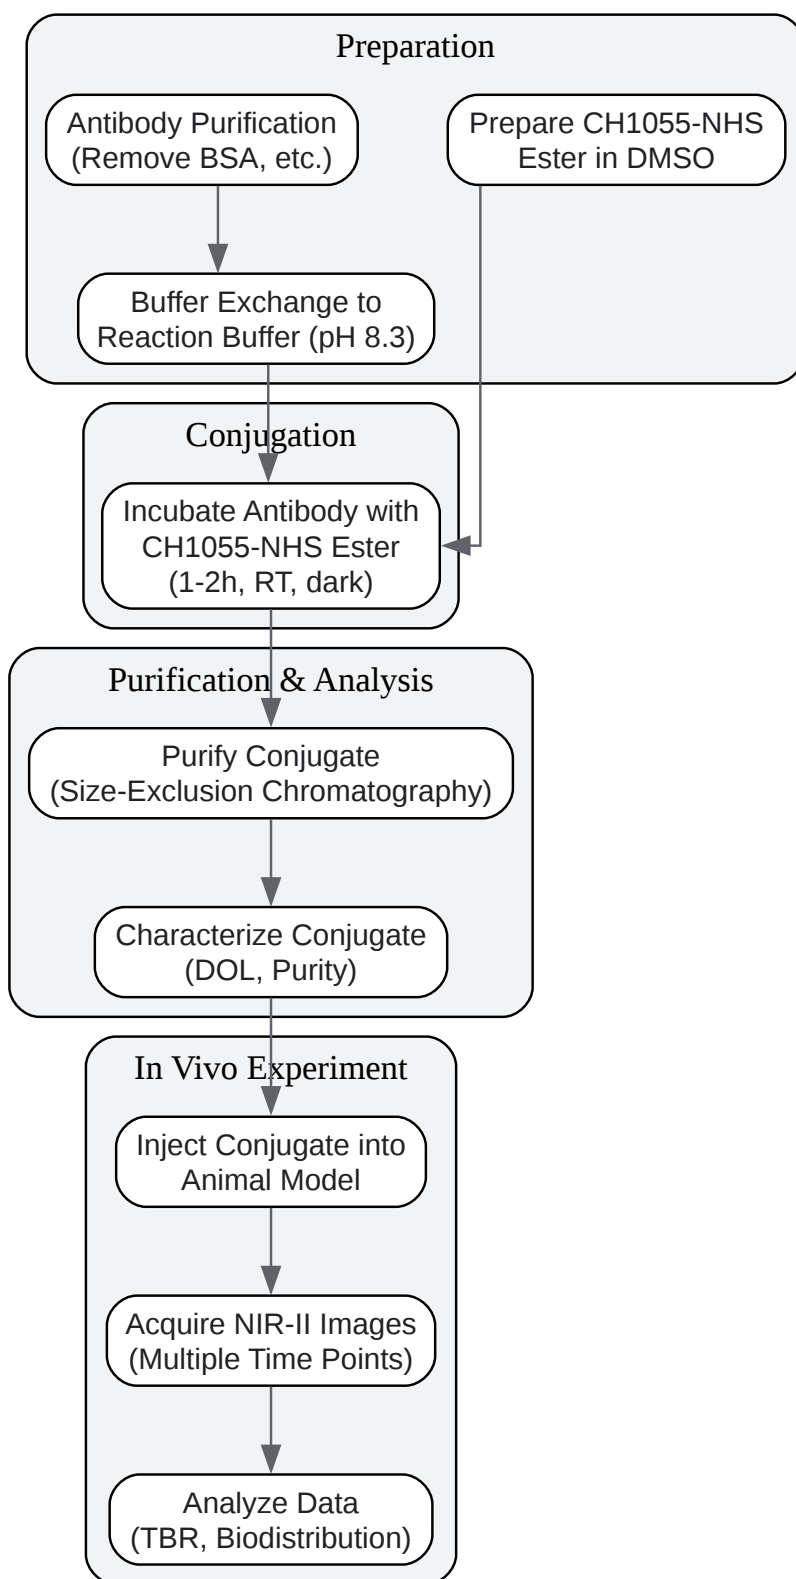 Preparation
Antibody Purification
(Remove BSA, etc.)
Prepare CH1055-NHS
Ester in DMSO
Buffer Exchange to
Reaction Buffer (pH 8.3)
Conjugation
Incubate Antibody with
CH1055-NHS Ester
(1-2h, RT, dark)
Purification & Analysis
Purify Conjugate
(Size-Exclusion Chromatography)
Characterize Conjugate
(DOL, Purity)
In Vivo Experiment
Inject Conjugate into
Animal Model
Acquire NIR-II Images
(Multiple Time Points)
Analyze Data
(TBR, Biodistribution)